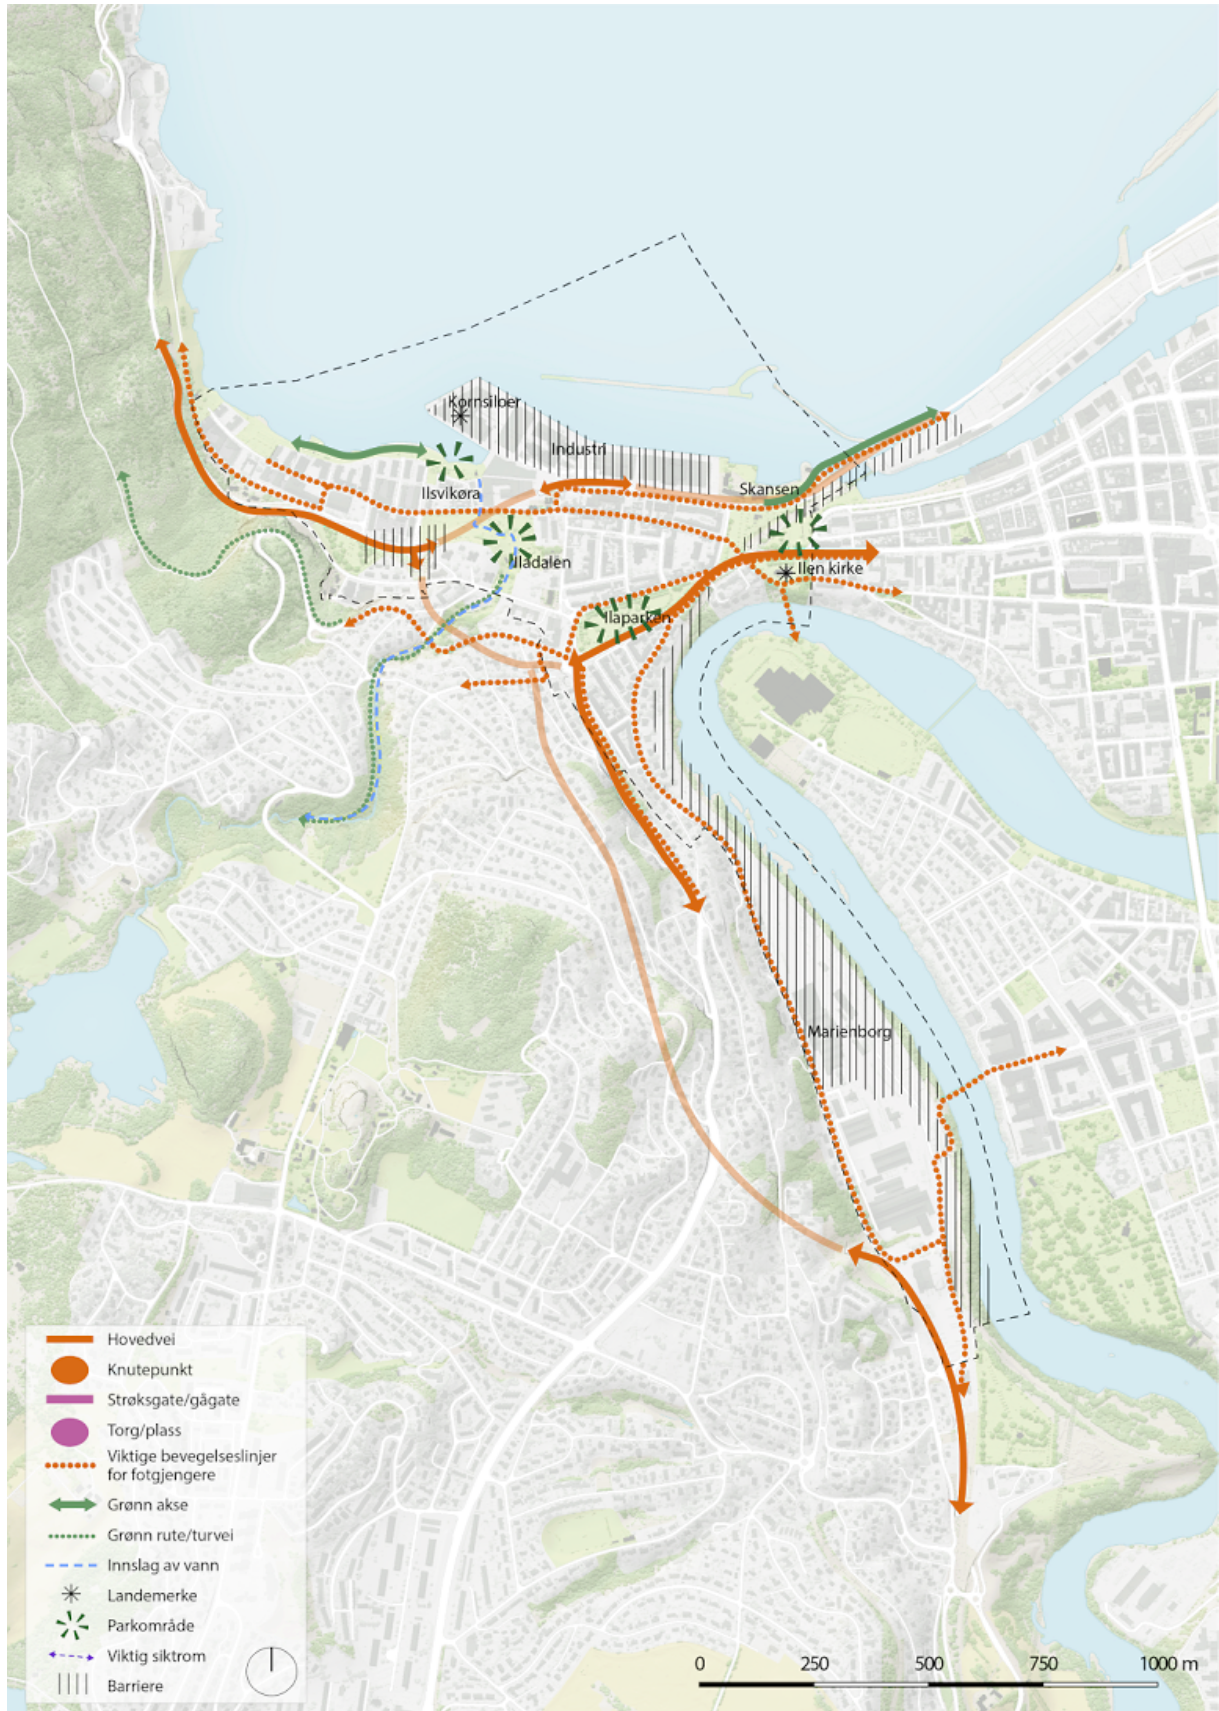 Kornsiloer
Industri
Ilsvikøra
Skansen
Iladalen
Ilen kirke
Ilaparken
Marienborg
Hovedvei
Knutepunkt
Strøksgate/gågate
Torg/plass
Viktige bevegelseslinjer
for fotgjengere
Grønn akse
Grønn rute/turvei
Innslag av vann
Landemerke
Parkområde
Viktig siktrom
Barriere
0 250 500 750 1000 m